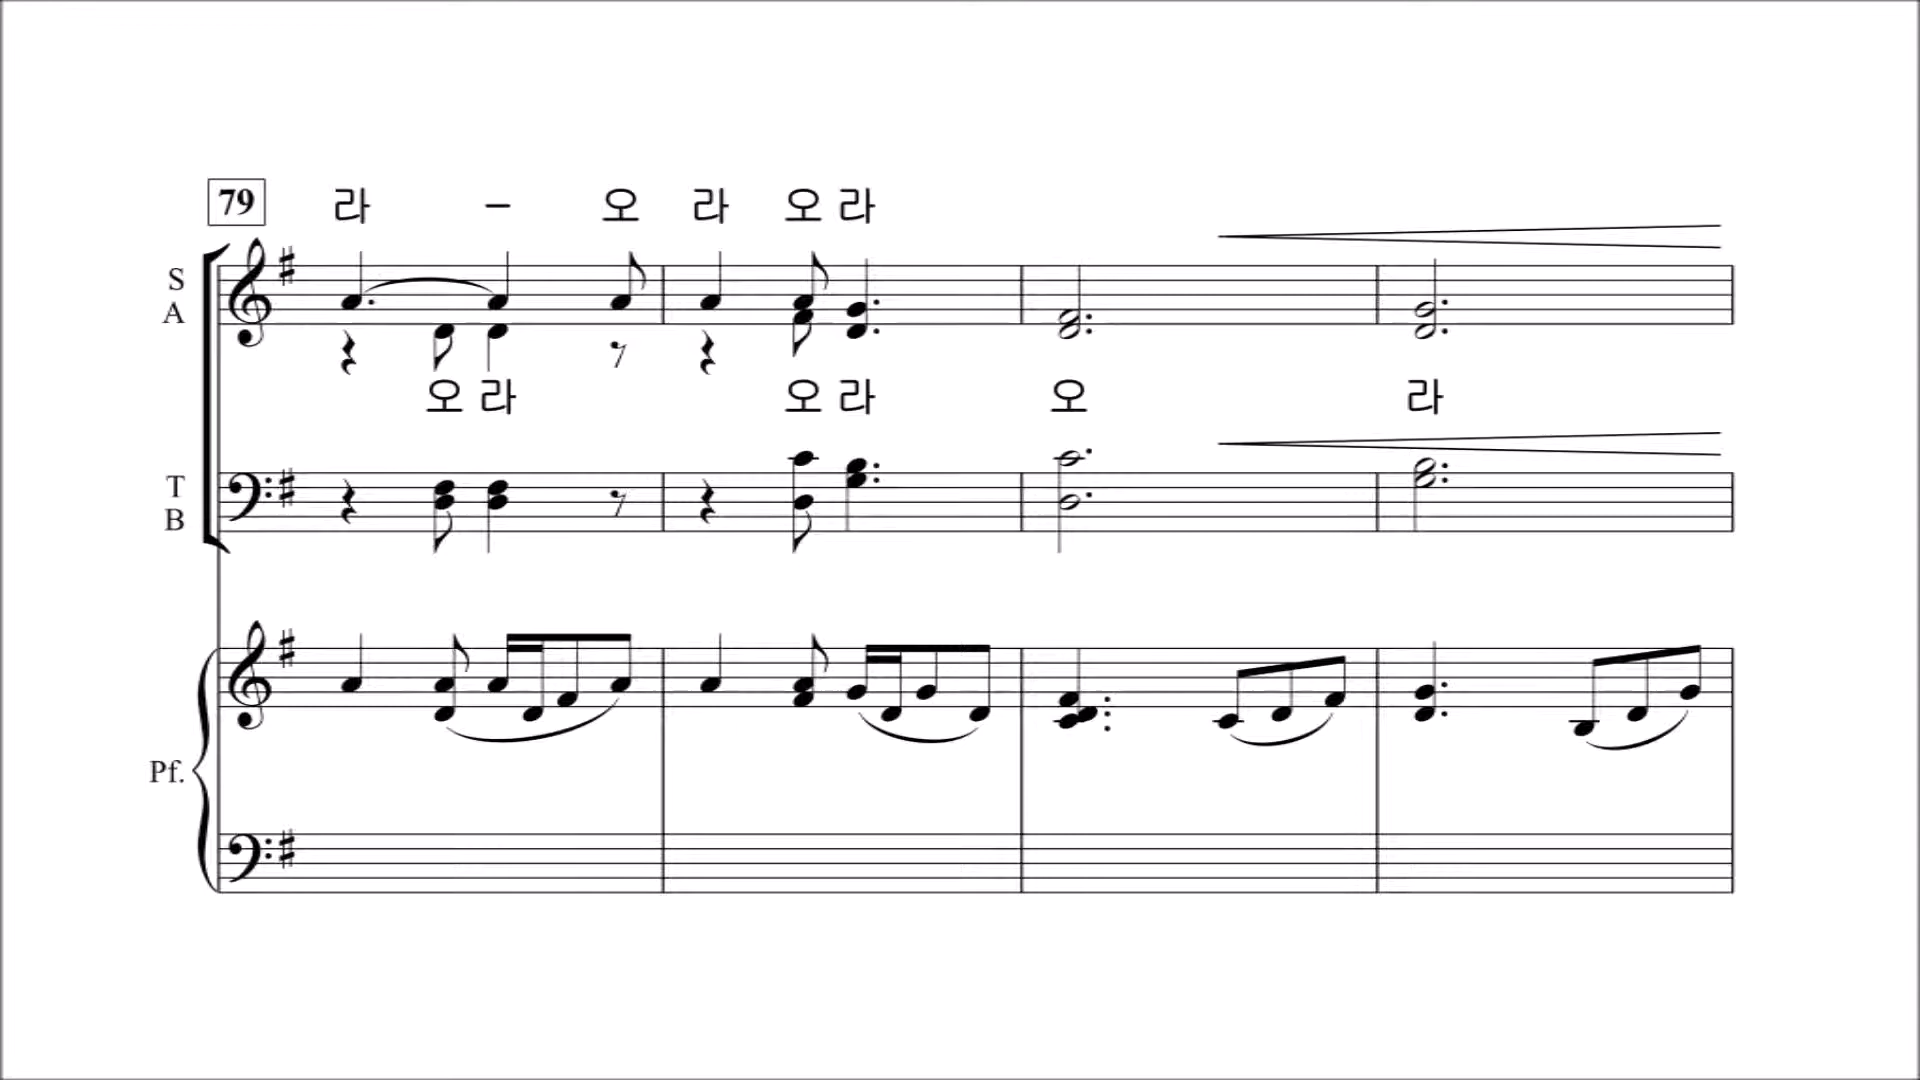 79 라 - 오 라 오 라
S
A
오 라 오 라 오 라
T
B
Pf.